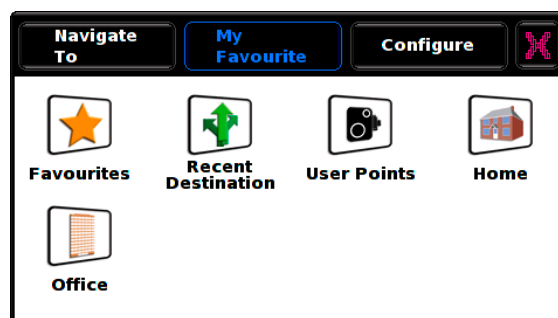 Navigate
To
My
Favourite
Configure
Favourites
Recent
Destination
User Points
Home
Office